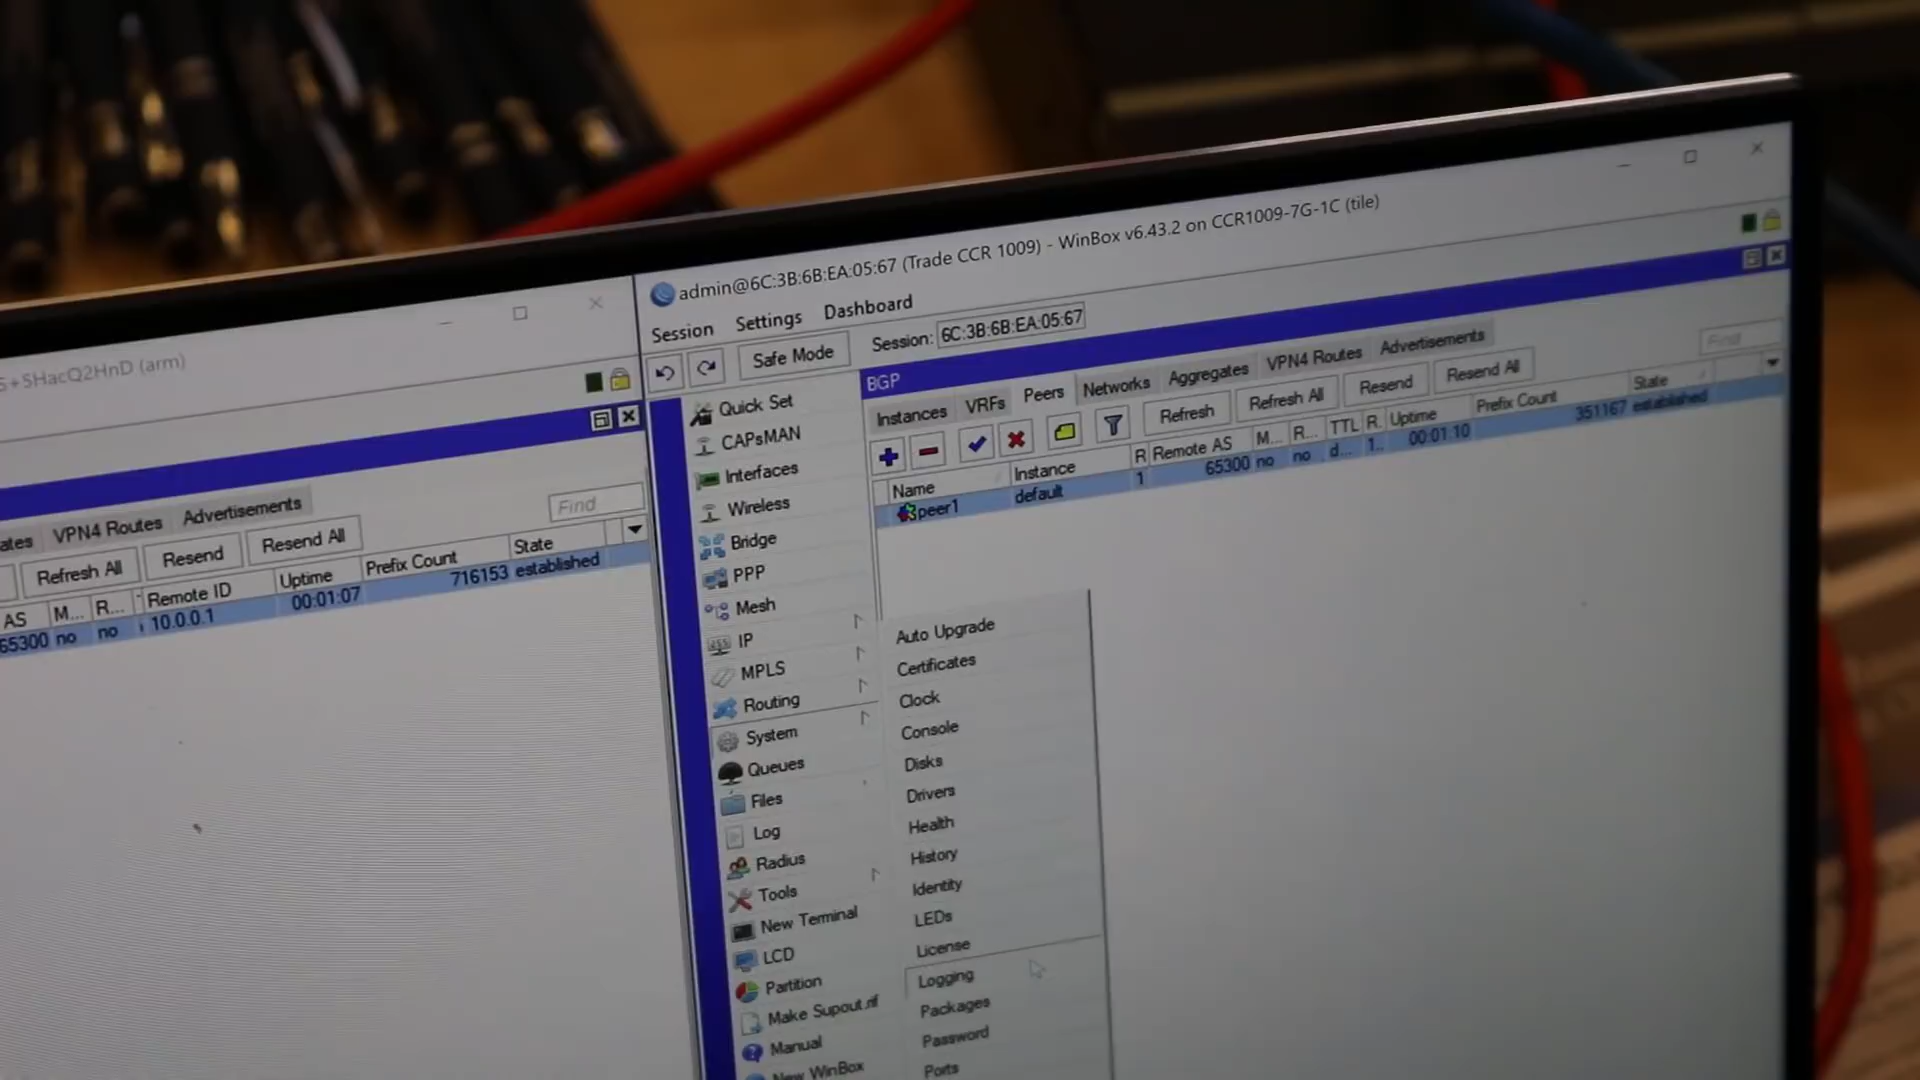 5+5HacQ2HnD (arm)
VPN4 Routes Advertisements
Find
Refresh All Resend Resend All
AS M... R... Remote ID Uptime Prefix Count State
65300 no no 10.0.0.1 00:01:07 716153 established
admin@6C:3B:6B:EA:05:67 (Trade CCR 1009) - WinBox v6.43.2 on CCR1009-7G-1C (tile)
Session Settings Dashboard
Safe Mode Session: 6C:3B:6B:EA:05:67
BGP
Instances VRFs Peers Networks Aggregates VPN4 Routes Advertisements
Refresh Refresh All Resend Resend All Find
Name Instance R Remote AS M... R... TTL R. Uptime Prefix Count State
peer1 default 1 65300 no no d... 1.. 00:01:10 351167 established
Quick Set
CAPsMAN
Interfaces
Wireless
Bridge
PPP
Mesh
IP
MPLS
Routing
System
Queues
Files
Log
Radius
Tools
New Terminal
LCD
Partition
Make Supout.rif
Manual
New WinBox
Auto Upgrade
Certificates
Clock
Console
Disks
Drivers
Health
History
Identity
LEDs
License
Logging
Packages
Password
Ports